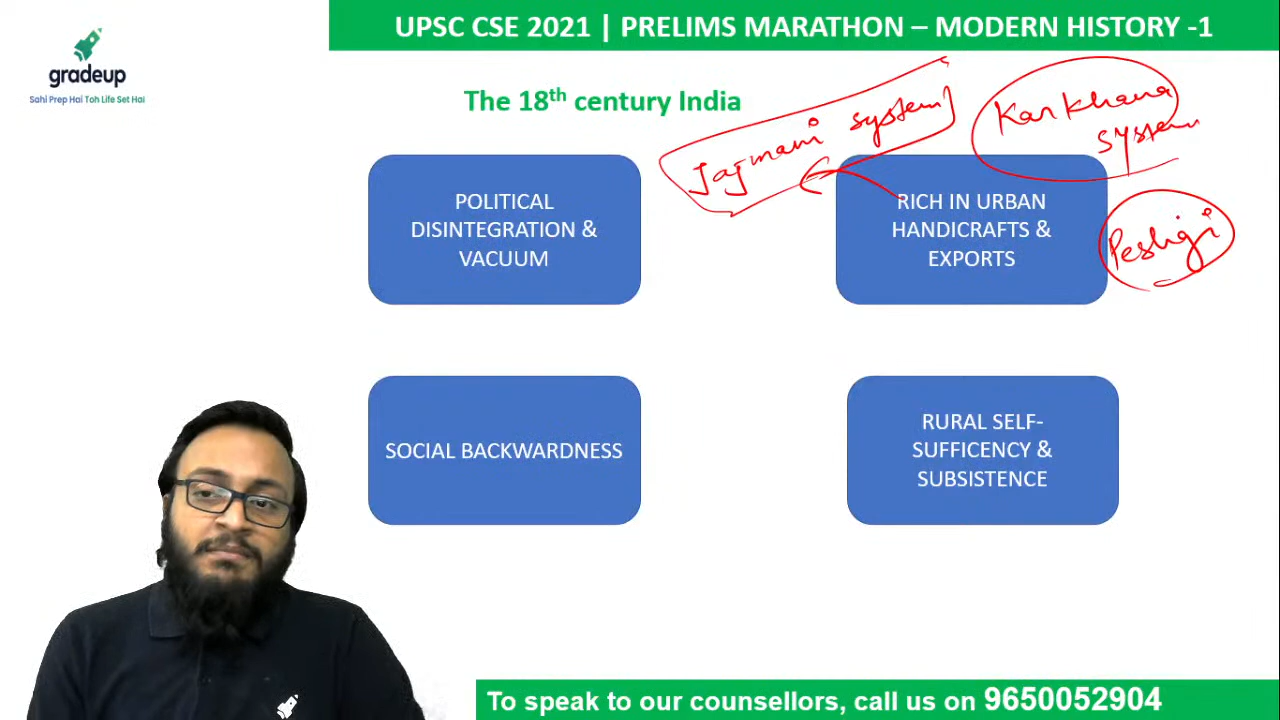 UPSC CSE 2021 | PRELIMS MARATHON – MODERN HISTORY -1
gradeup
Sahi Prep Hai Toh Life Set Hai
The 18th century India
Jajmani system
Karkhana
system
POLITICAL
DISINTEGRATION &
VACUUM
RICH IN URBAN
HANDICRAFTS &
EXPORTS
Peshgi
SOCIAL BACKWARDNESS
RURAL SELF-
SUFFICENCY &
SUBSISTENCE
To speak to our counsellors, call us on 9650052904